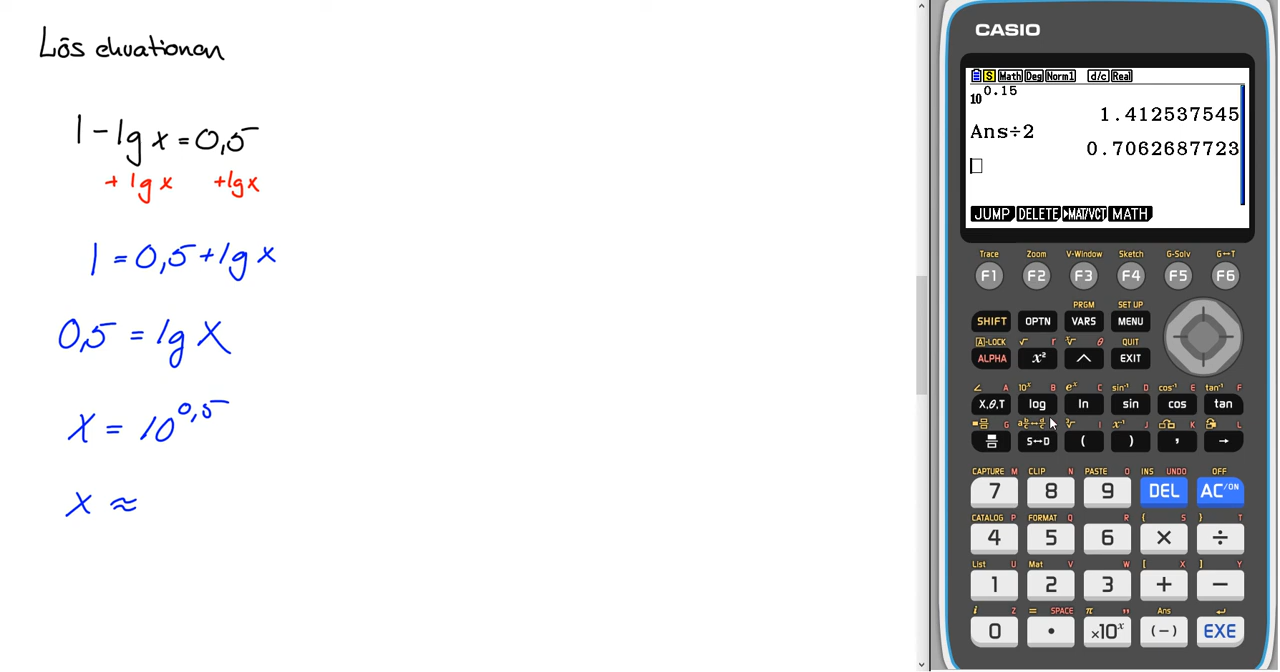 Lös ekvationen
1 - lg x = 0,5
+ lg x +lg x
1 = 0,5 + lg x
0,5 = lg x
x = 10^0,5
x ≈
CASIO
S Math Deg Norm1 d/c Real
10^0.15
1.412537545
Ans÷2
0.7062687723
JUMP DELETE ▶MAT/VCT MATH
Trace Zoom V-Window Sketch G-Solv G↔T
F1 F2 F3 F4 F5 F6
PRGM SET UP
SHIFT OPTN VARS MENU
A-LOCK √ r ∛ θ QUIT
ALPHA x² ^ EXIT
∠ A 10ˣ B eˣ C sin⁻¹ D cos⁻¹ E tan⁻¹ F
X,θ,T log ln sin cos tan
G a b/c↔d/c H ∛ I x⁻¹ J K L
S↔D ( ) , →
CAPTURE M CLIP N PASTE O INS UNDO OFF
7 8 9 DEL AC/ON
CATALOG P FORMAT Q R { S } T
4 5 6 × ÷
List U Mat V W [ X ] Y
1 2 3 + −
i Z = SPACE π " Ans ↵
0 • ×10ˣ (−) EXE